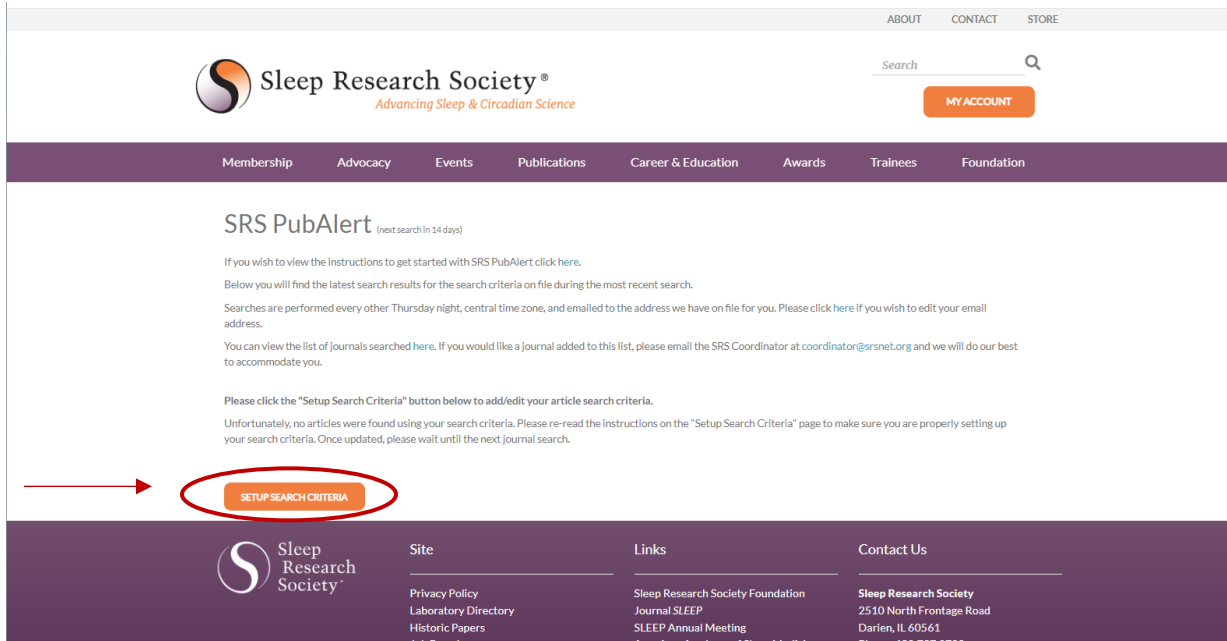 ABOUT CONTACT STORE
Sleep Research Society®
Advancing Sleep & Circadian Science
Search
MY ACCOUNT
Membership Advocacy Events Publications Career & Education Awards Trainees Foundation
SRS PubAlert (next search in 14 days)
If you wish to view the instructions to get started with SRS PubAlert click here.
Below you will find the latest search results for the search criteria on file during the most recent search.
Searches are performed every other Thursday night, central time zone, and emailed to the address we have on file for you. Please click here if you wish to edit your email
address.
You can view the list of journals searched here. If you would like a journal added to this list, please email the SRS Coordinator at coordinator@srsnet.org and we will do our best
to accommodate you.
Please click the "Setup Search Criteria" button below to add/edit your article search criteria.
Unfortunately, no articles were found using your search criteria. Please re-read the instructions on the "Setup Search Criteria" page to make sure you are properly setting up
your search criteria. Once updated, please wait until the next journal search.
SETUP SEARCH CRITERIA
Sleep
Research
Society
Site
Privacy Policy
Laboratory Directory
Historic Papers
Links
Sleep Research Society Foundation
Journal SLEEP
SLEEP Annual Meeting
Contact Us
Sleep Research Society
2510 North Frontage Road
Darien, IL 60561